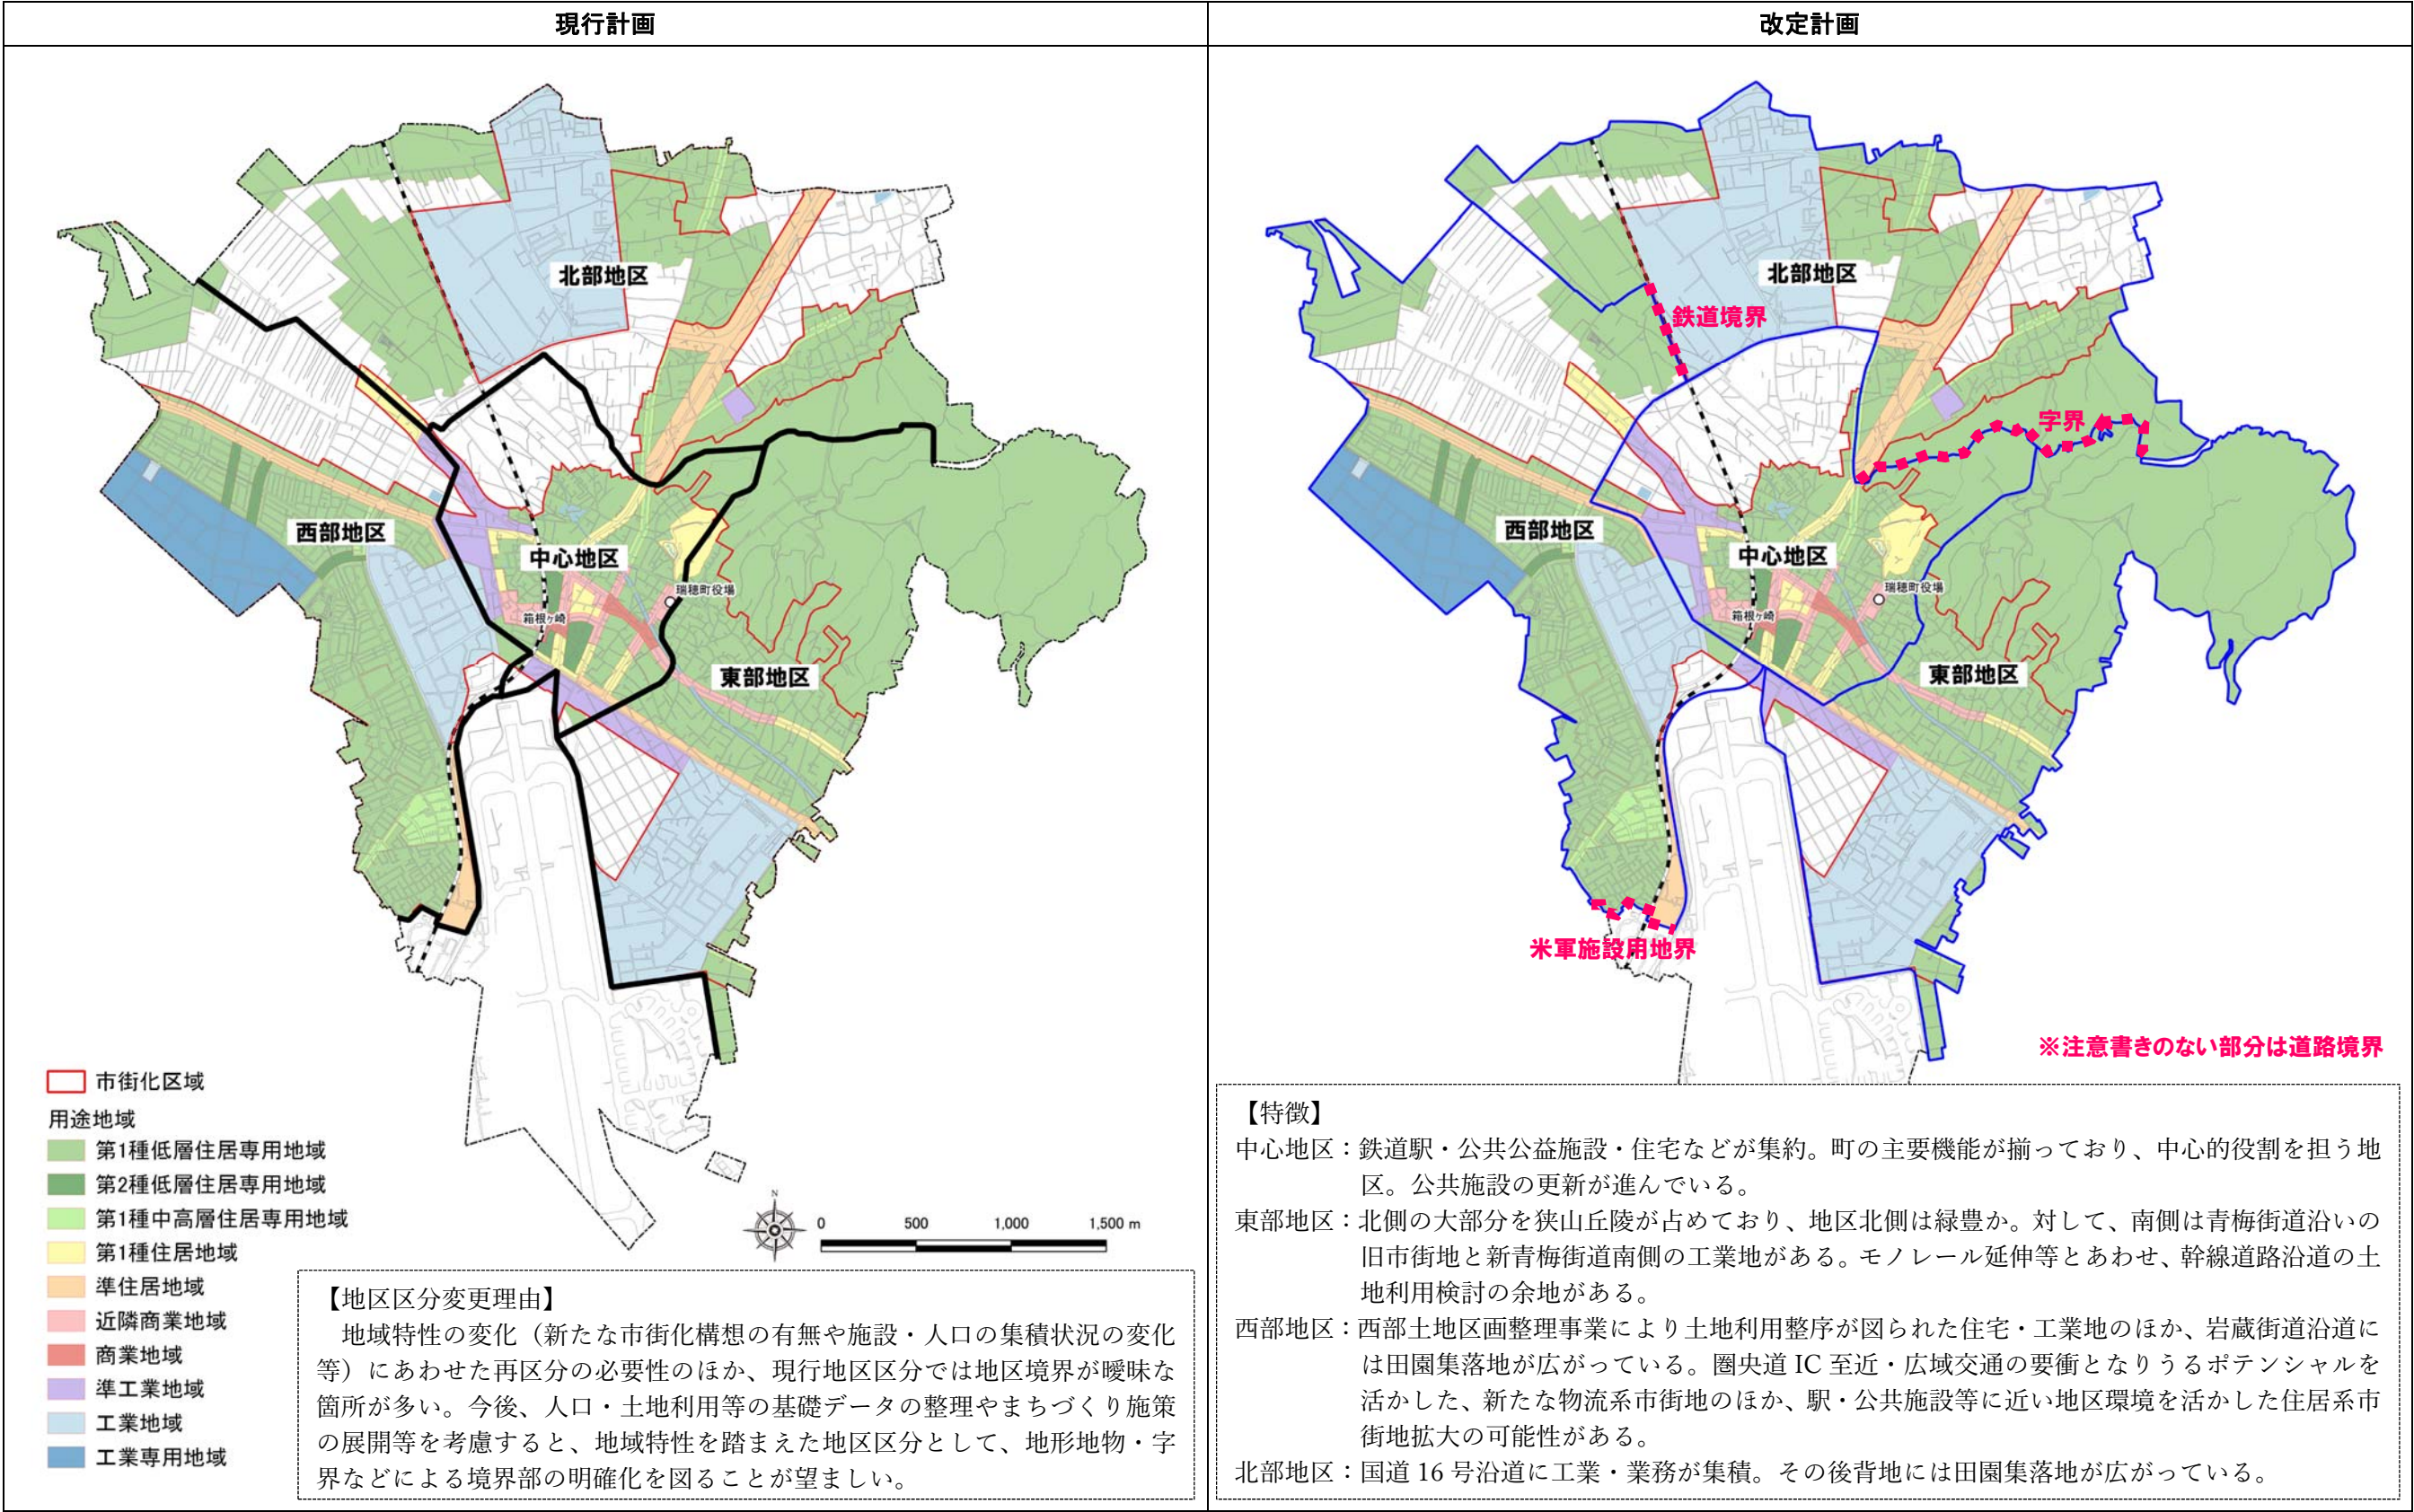 現行計画
北部地区
西部地区
中心地区
瑞穂町役場
箱根ヶ崎
東部地区
市街化区域
用途地域
第1種低層住居専用地域
第2種低層住居専用地域
第1種中高層住居専用地域
第1種住居地域
準住居地域
近隣商業地域
商業地域
準工業地域
工業地域
工業専用地域
N
0 500 1,000 1,500 m
【地区区分変更理由】
地域特性の変化（新たな市街化構想の有無や施設・人口の集積状況の変化
等）にあわせた再区分の必要性のほか、現行地区区分では地区境界が曖昧な
箇所が多い。今後、人口・土地利用等の基礎データの整理やまちづくり施策
の展開等を考慮すると、地域特性を踏まえた地区区分として、地形地物・字
界などによる境界部の明確化を図ることが望ましい。
改定計画
北部地区
鉄道境界
字界
西部地区
中心地区
瑞穂町役場
箱根ヶ崎
東部地区
米軍施設用地界
※注意書きのない部分は道路境界
【特徴】
中心地区：鉄道駅・公共公益施設・住宅などが集約。町の主要機能が揃っており、中心的役割を担う地
区。公共施設の更新が進んでいる。
東部地区：北側の大部分を狭山丘陵が占めており、地区北側は緑豊か。対して、南側は青梅街道沿いの
旧市街地と新青梅街道南側の工業地がある。モノレール延伸等とあわせ、幹線道路沿道の土
地利用検討の余地がある。
西部地区：西部土地区画整理事業により土地利用整序が図られた住宅・工業地のほか、岩蔵街道沿道に
は田園集落地が広がっている。圏央道 IC 至近・広域交通の要衝となりうるポテンシャルを
活かした、新たな物流系市街地のほか、駅・公共施設等に近い地区環境を活かした住居系市
街地拡大の可能性がある。
北部地区：国道 16 号沿道に工業・業務が集積。その後背地には田園集落地が広がっている。